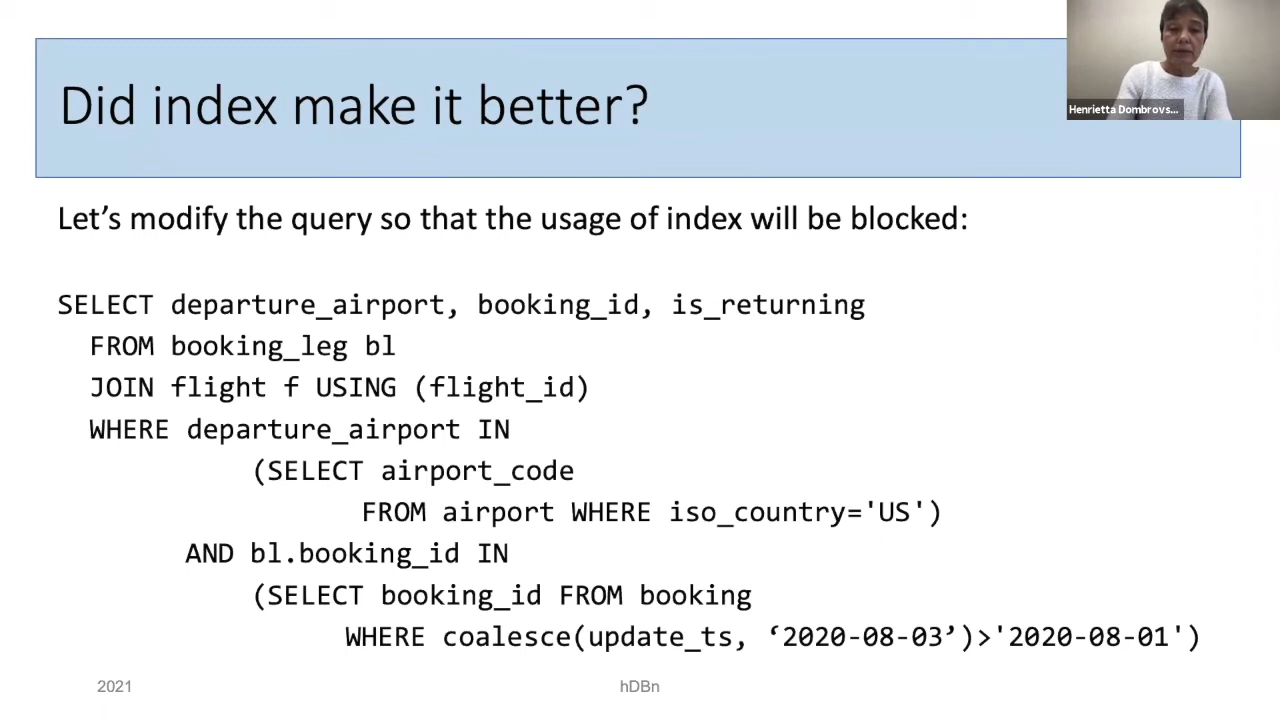 Did index make it better?
Henrietta Dombrovs...
Let's modify the query so that the usage of index will be blocked:
SELECT departure_airport, booking_id, is_returning
FROM booking_leg bl
JOIN flight f USING (flight_id)
WHERE departure_airport IN
(SELECT airport_code
FROM airport WHERE iso_country='US')
AND bl.booking_id IN
(SELECT booking_id FROM booking
WHERE coalesce(update_ts, ‘2020-08-03’)>'2020-08-01')
2021
hDBn